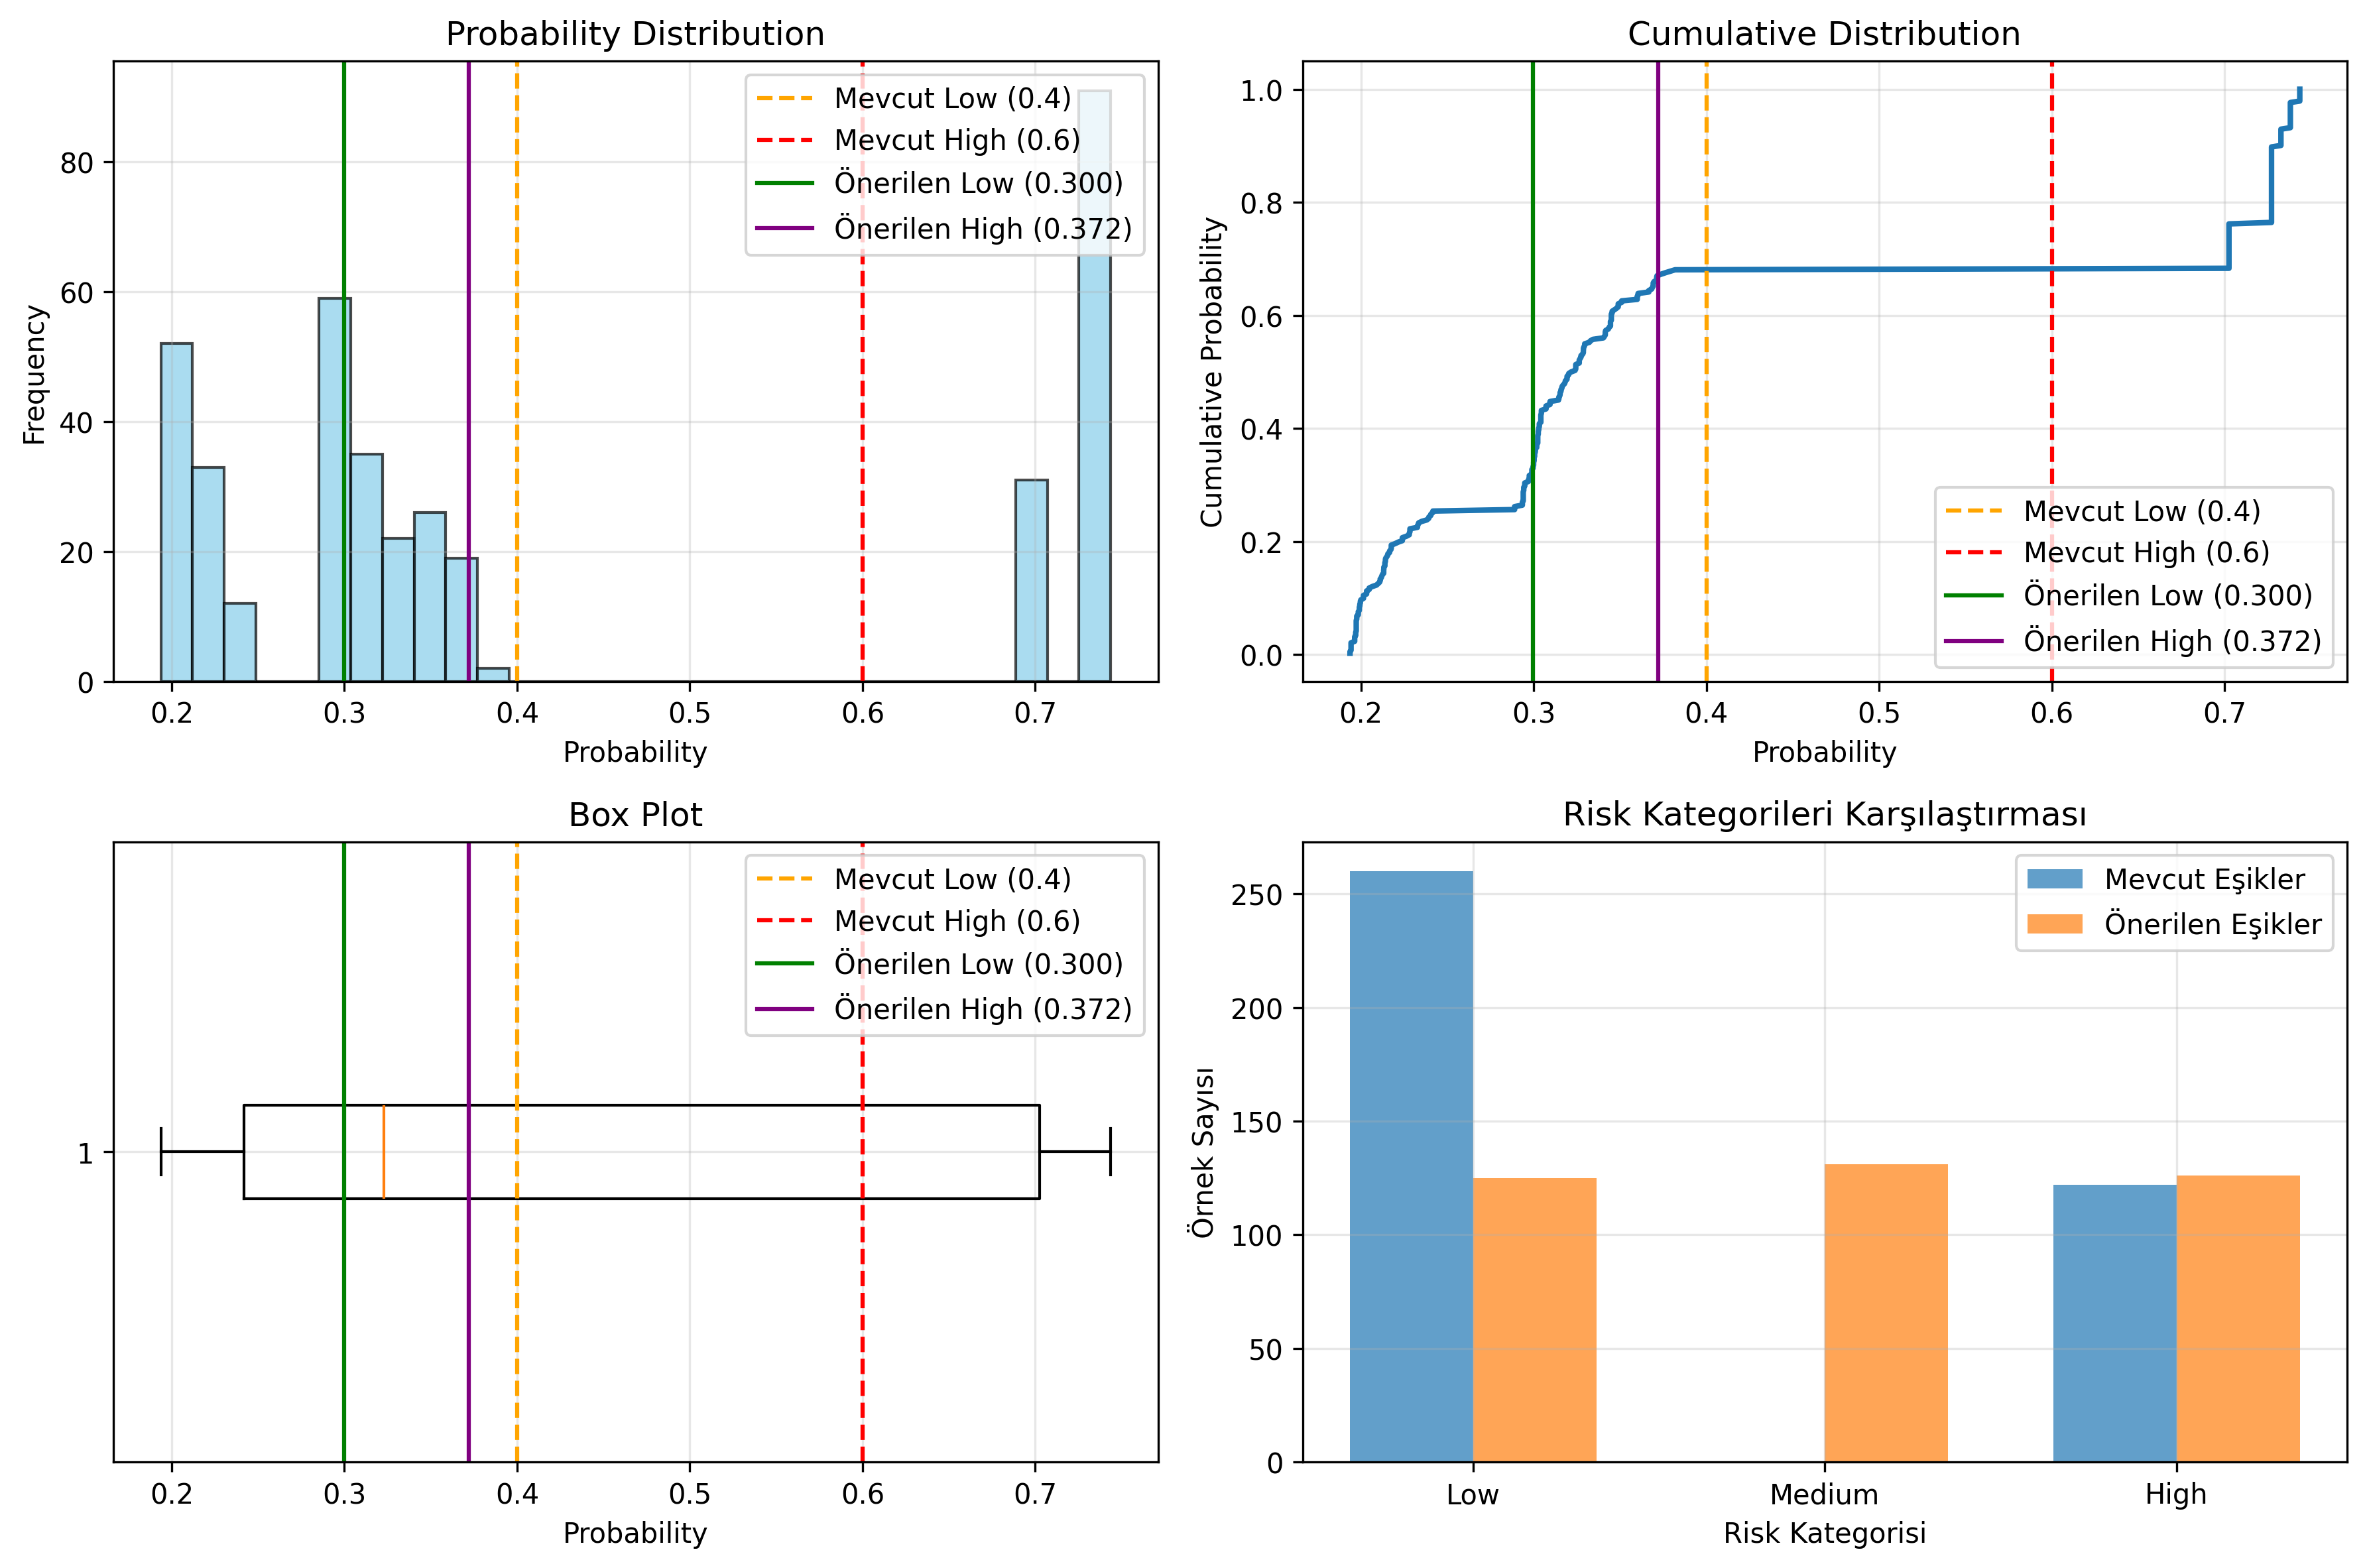 Probability Distribution
Frequency
80
60
40
20
0
0.2 0.3 0.4 0.5 0.6 0.7
Probability
Mevcut Low (0.4)
Mevcut High (0.6)
Önerilen Low (0.300)
Önerilen High (0.372)
Cumulative Distribution
Cumulative Probability
1.0
0.8
0.6
0.4
0.2
0.0
0.2 0.3 0.4 0.5 0.6 0.7
Probability
Mevcut Low (0.4)
Mevcut High (0.6)
Önerilen Low (0.300)
Önerilen High (0.372)
Box Plot
1
0.2 0.3 0.4 0.5 0.6 0.7
Probability
Mevcut Low (0.4)
Mevcut High (0.6)
Önerilen Low (0.300)
Önerilen High (0.372)
Risk Kategorileri Karşılaştırması
Örnek Sayısı
250
200
150
100
50
0
Low Medium High
Risk Kategorisi
Mevcut Eşikler
Önerilen Eşikler